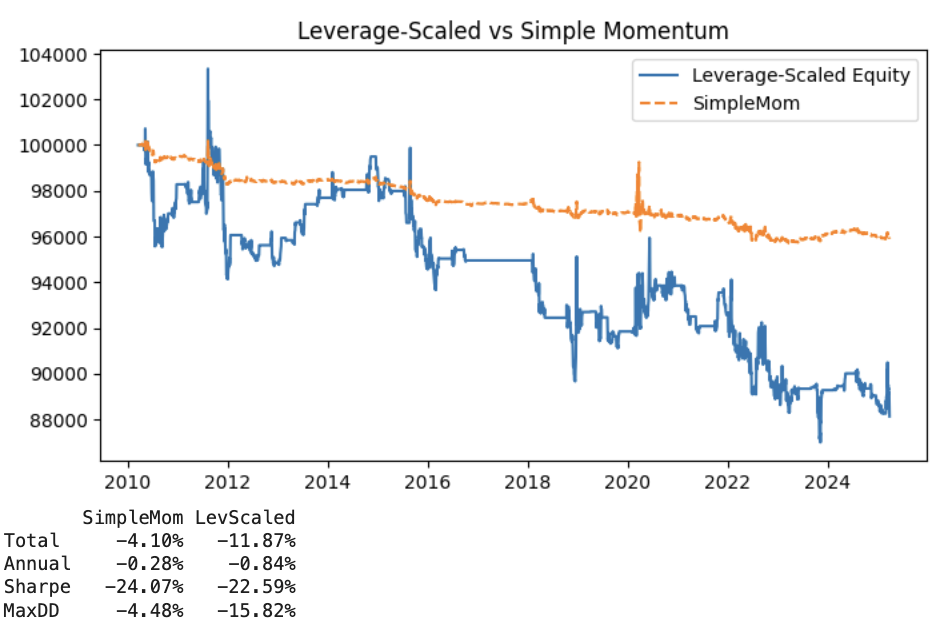 Leverage-Scaled vs Simple Momentum
104000
102000
100000
98000
96000
94000
92000
90000
88000
Leverage-Scaled Equity
SimpleMom
2010 2012 2014 2016 2018 2020 2022 2024
SimpleMom LevScaled
Total -4.10% -11.87%
Annual -0.28% -0.84%
Sharpe -24.07% -22.59%
MaxDD -4.48% -15.82%